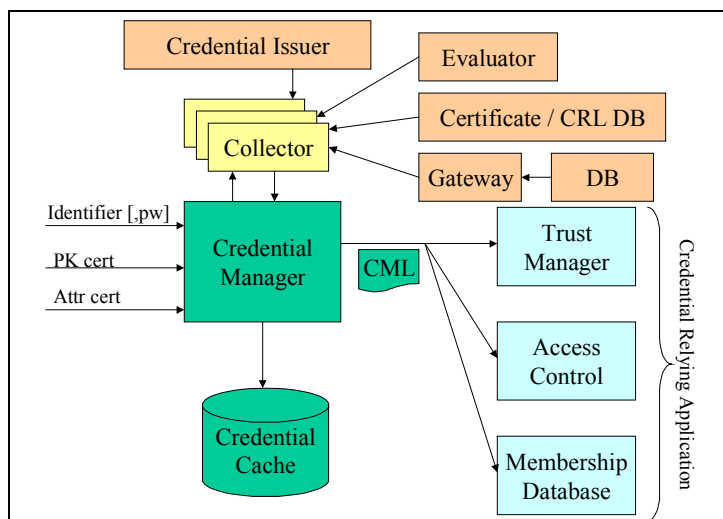 Credential Issuer
Evaluator
Certificate / CRL DB
Collector
Gateway
DB
Identifier [,pw]
PK cert
Attr cert
Credential
Manager
CML
Trust
Manager
Access
Control
Membership
Database
Credential Relying Application
Credential
Cache